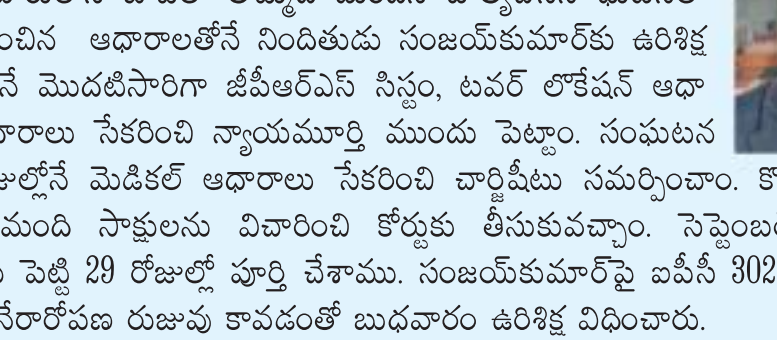 ఆధారాలతోనే నిందితుడు సంజయ్‌కుమార్‌కు ఉరిశిక్ష
మొదటిసారిగా జీపీఆర్ఎస్ సిస్టం, టవర్ లొకేషన్ ఆధా
సేకరించి న్యాయమూర్తి ముందు పెట్టాం. సంఘటన
మెడికల్ ఆధారాలు సేకరించి చార్జిషీటు సమర్పించాం.
మంది సాక్షులను విచారించి కోర్టుకు తీసుకువచ్చాం.
పెట్టి 29 రోజుల్లో పూర్తి చేశాము. సంజయ్‌కుమార్‌పై ఐపీసీ 302
నేరారోపణ రుజువు కావడంతో బుధవారం ఉరిశిక్ష విధించారు.